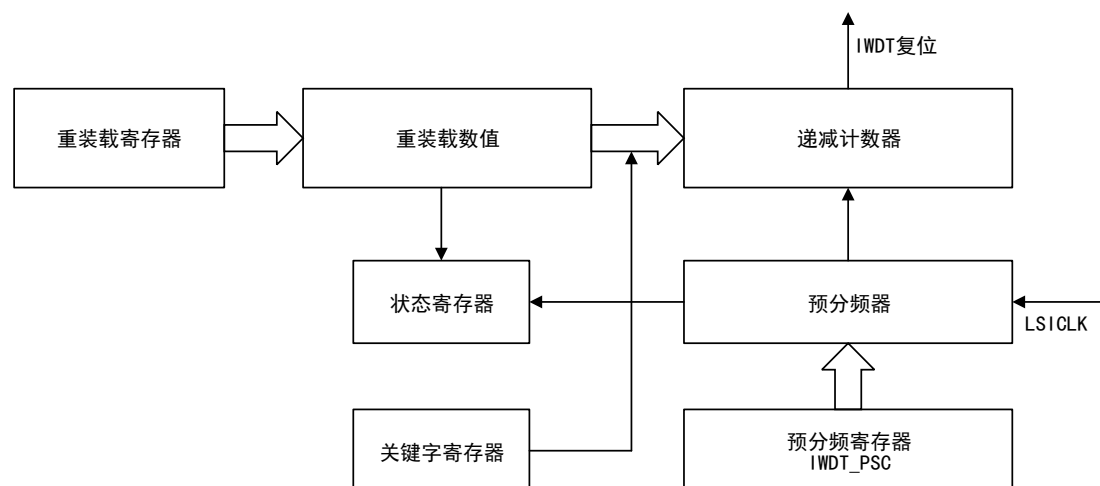 IWDT复位
重装载寄存器
重装载数值
递减计数器
状态寄存器
预分频器
LSICLK
关键字寄存器
预分频寄存器
IWDT_PSC